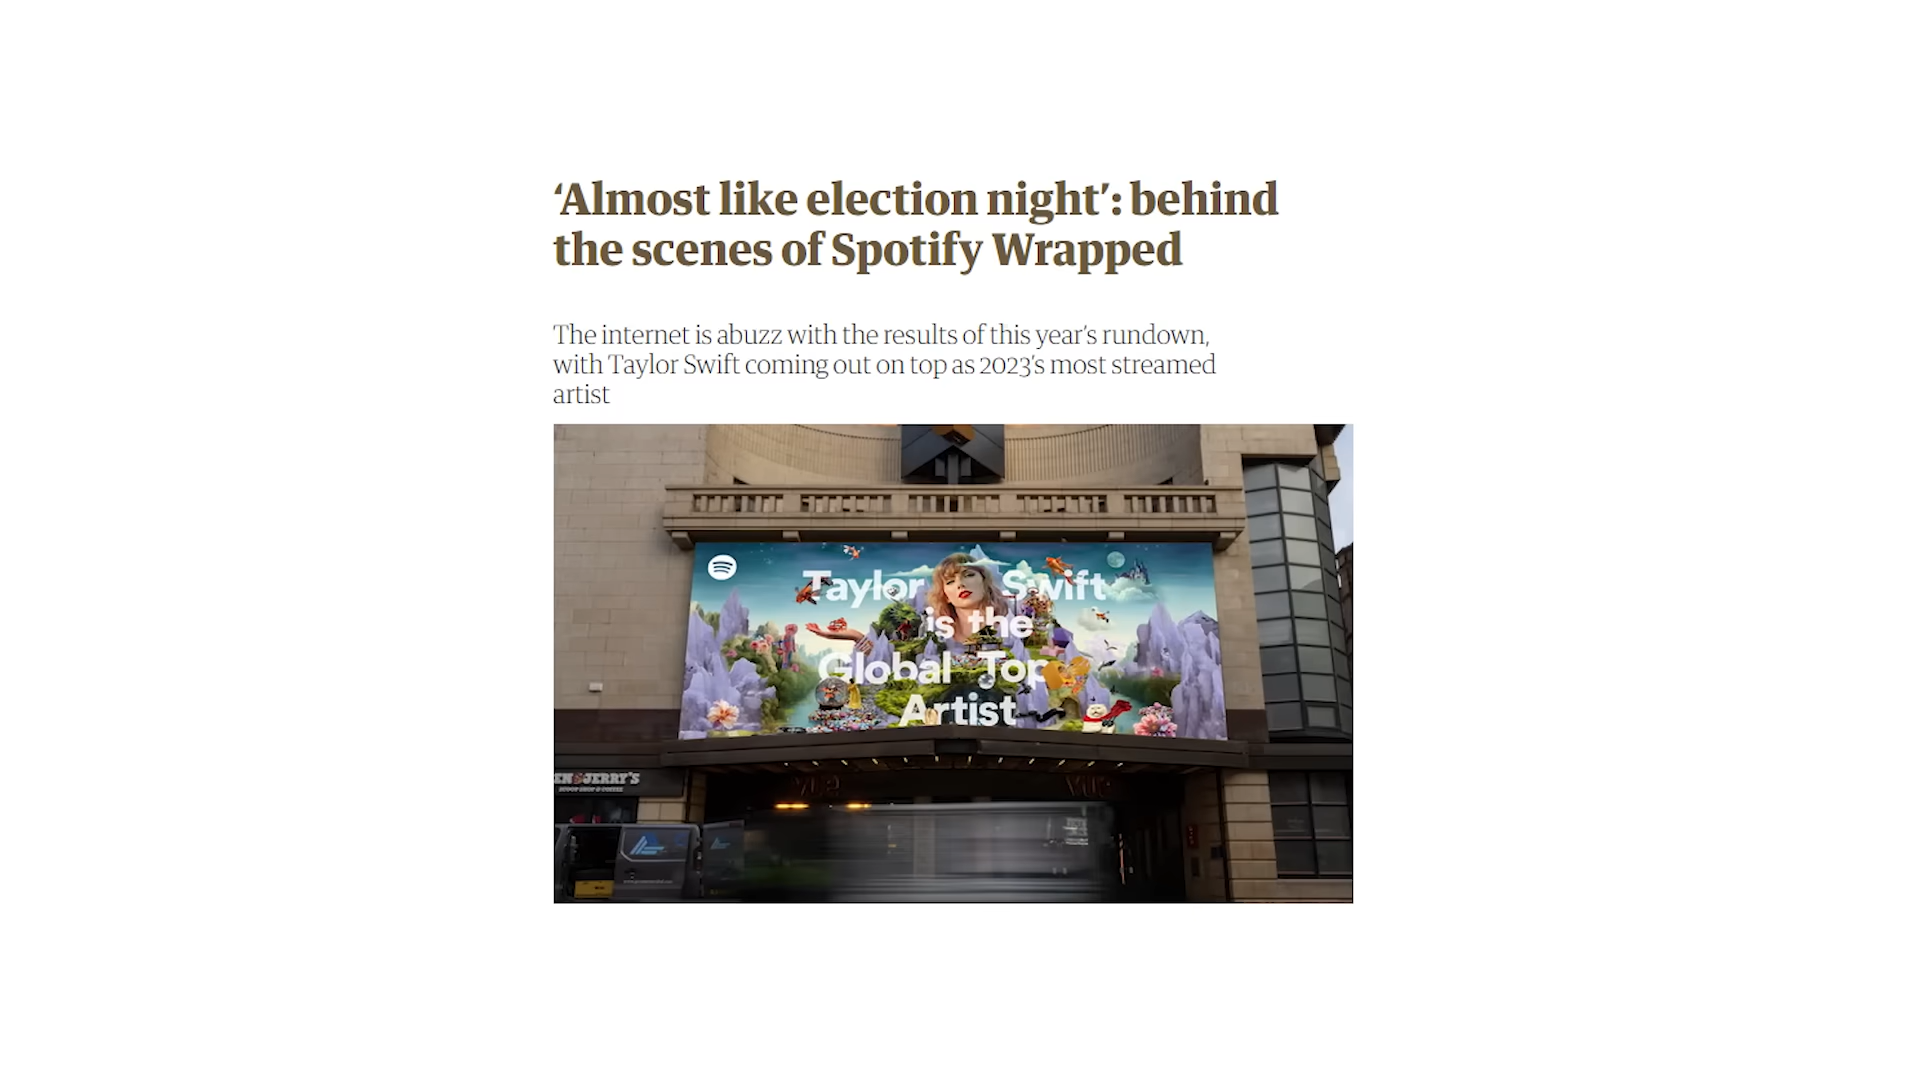 ‘Almost like election night’: behind
the scenes of Spotify Wrapped
The internet is abuzz with the results of this year’s rundown,
with Taylor Swift coming out on top as 2023’s most streamed
artist
Taylor Swift
is the
Global Top
Artist
EN&JERRY'S